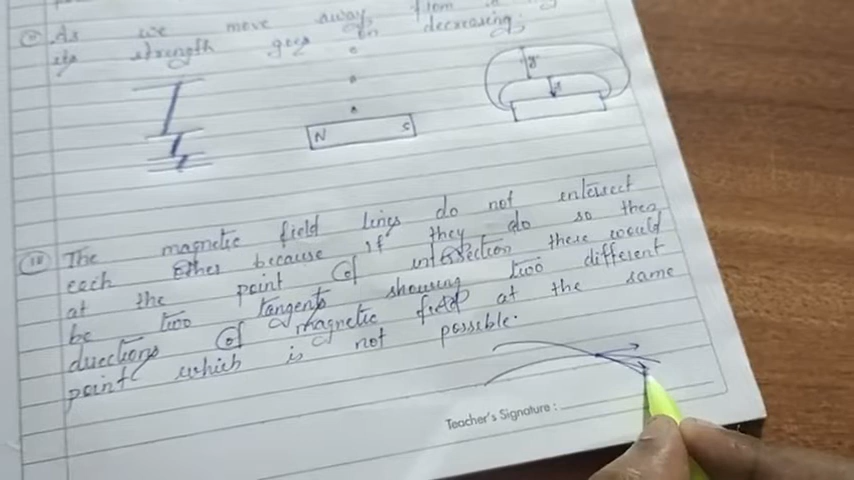 (ii) As we move away, from
its strength goes on decreasing;
N S
(iii) The magnetic field lines do not entersect
each Other because if they do so then
at the point Of intersection there would
be two tangents showing two different
directions Of magnetic field at the same
point which is not possible.
Teacher's Signature :